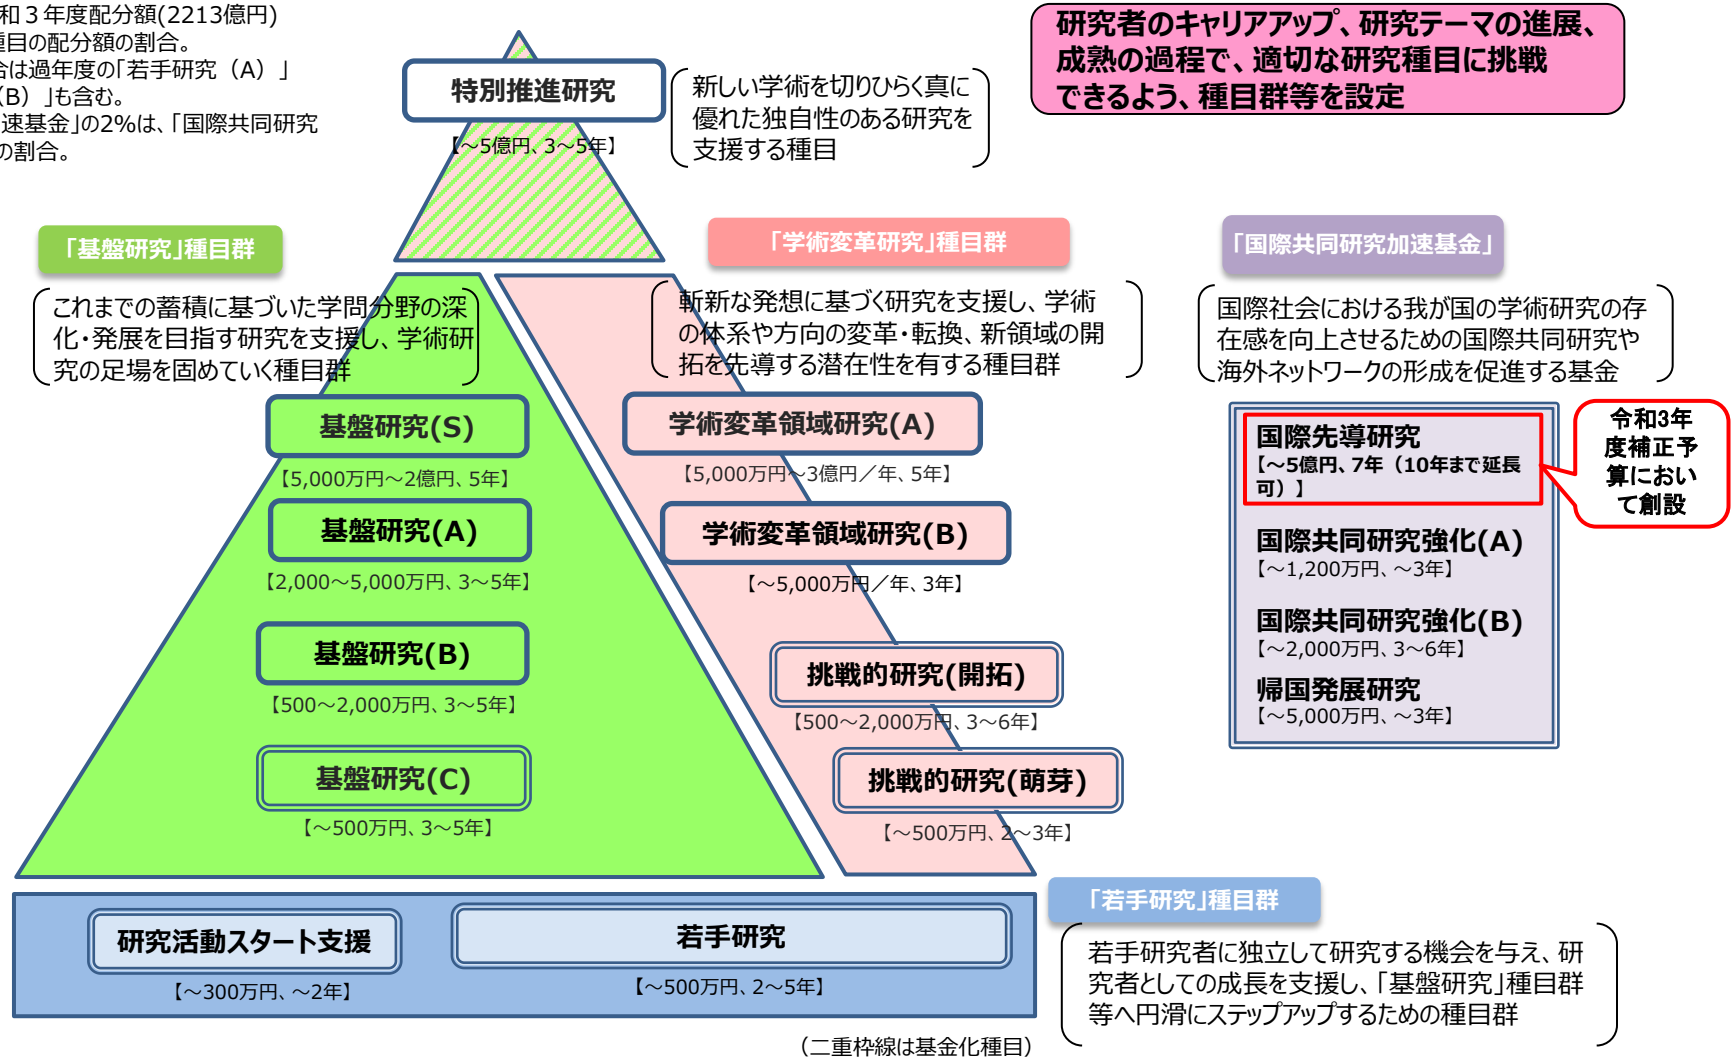 和３年度配分額(2213億円)
種目の配分額の割合。
合は過年度の「若手研究（A）」
（B）」も含む。
速基金」の2%は、「国際共同研究
の割合。
研究者のキャリアアップ、研究テーマの進展、
成熟の過程で、適切な研究種目に挑戦
できるよう、種目群等を設定
特別推進研究
【～5億円、3～5年】
新しい学術を切りひらく真に
優れた独自性のある研究を
支援する種目
「基盤研究」種目群
これまでの蓄積に基づいた学問分野の深
化・発展を目指す研究を支援し、学術研
究の足場を固めていく種目群
基盤研究(S)
【5,000万円～2億円、5年】
基盤研究(A)
【2,000～5,000万円、3～5年】
基盤研究(B)
【500～2,000万円、3～5年】
基盤研究(C)
【～500万円、3～5年】
「学術変革研究」種目群
斬新な発想に基づく研究を支援し、学術
の体系や方向の変革・転換、新領域の開
拓を先導する潜在性を有する種目群
学術変革領域研究(A)
【5,000万円～3億円／年、5年】
学術変革領域研究(B)
【～5,000万円／年、3年】
挑戦的研究(開拓)
【500～2,000万円、3～6年】
挑戦的研究(萌芽)
【～500万円、2～3年】
「国際共同研究加速基金」
国際社会における我が国の学術研究の存
在感を向上させるための国際共同研究や
海外ネットワークの形成を促進する基金
国際先導研究
【～5億円、7年（10年まで延長
可）】
令和3年
度補正予
算におい
て創設
国際共同研究強化(A)
【～1,200万円、～3年】
国際共同研究強化(B)
【～2,000万円、3～6年】
帰国発展研究
【～5,000万円、～3年】
研究活動スタート支援
【～300万円、～2年】
若手研究
【～500万円、2～5年】
「若手研究」種目群
若手研究者に独立して研究する機会を与え、研
究者としての成長を支援し、「基盤研究」種目群
等へ円滑にステップアップするための種目群
（二重枠線は基金化種目）